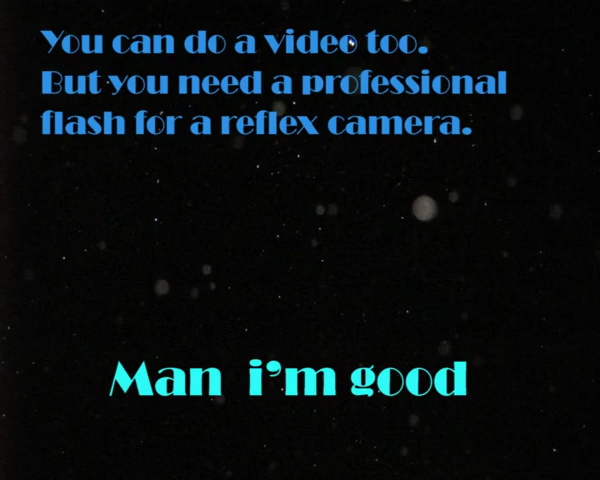 You can do a video too.
But you need a professional
flash for a reflex camera.
Man i'm good